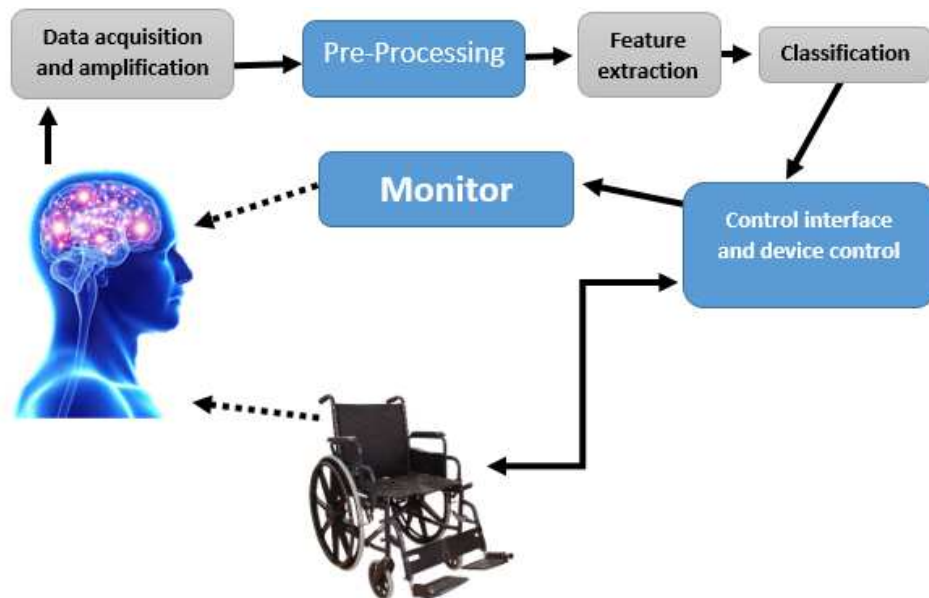 Data acquisition
and amplification
Pre-Processing
Feature
extraction
Classification
Monitor
Control interface
and device control